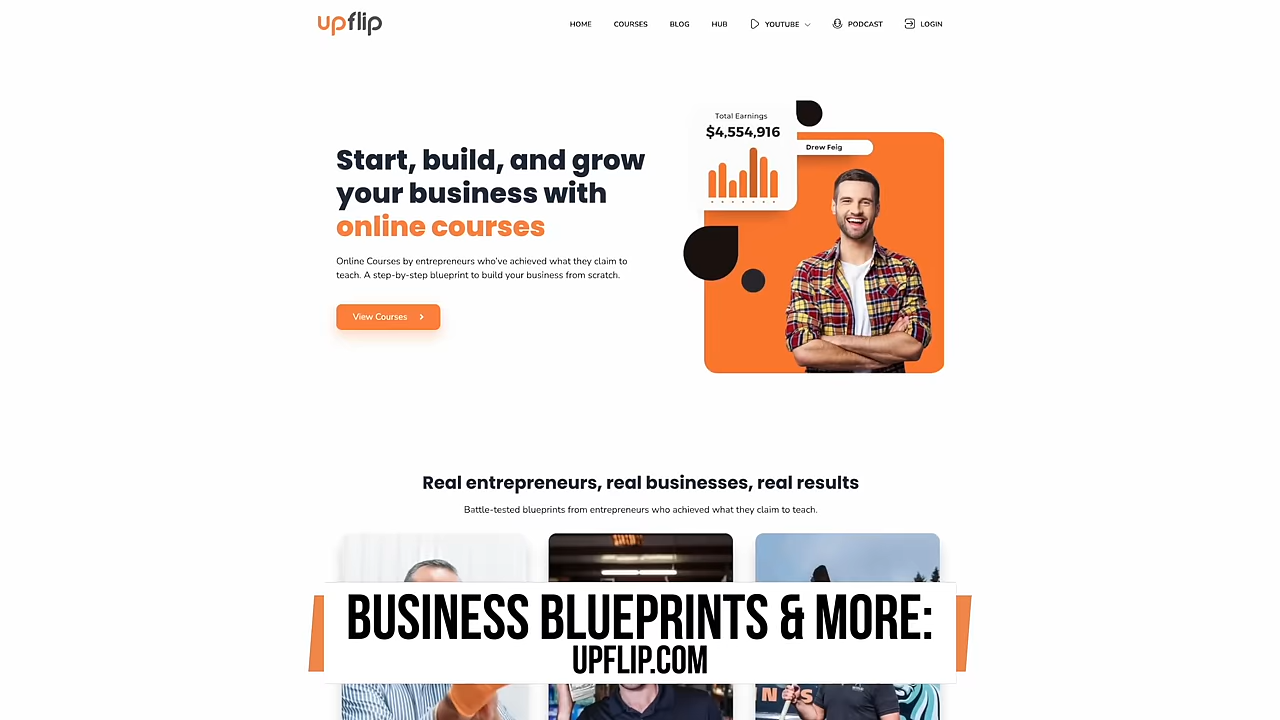 upflip
HOME COURSES BLOG HUB YOUTUBE PODCAST LOGIN
Total Earnings
$4,554,916
Drew Feig
Start, build, and grow
your business with
online courses
Online Courses by entrepreneurs who've achieved what they claim to
teach. A step-by-step blueprint to build your business from scratch.
View Courses
Real entrepreneurs, real businesses, real results
Battle-tested blueprints from entrepreneurs who achieved what they claim to teach.
BUSINESS BLUEPRINTS & MORE:
UPFLIP.COM